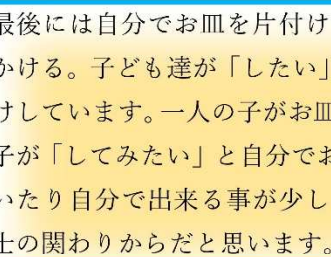 最後には自分でお皿を片付け
かける。子ども達が「したい」
けしています。一人の子がお皿
子が「してみたい」と自分でお
いたり自分で出来る事が少し
士の関わりからだと思います。